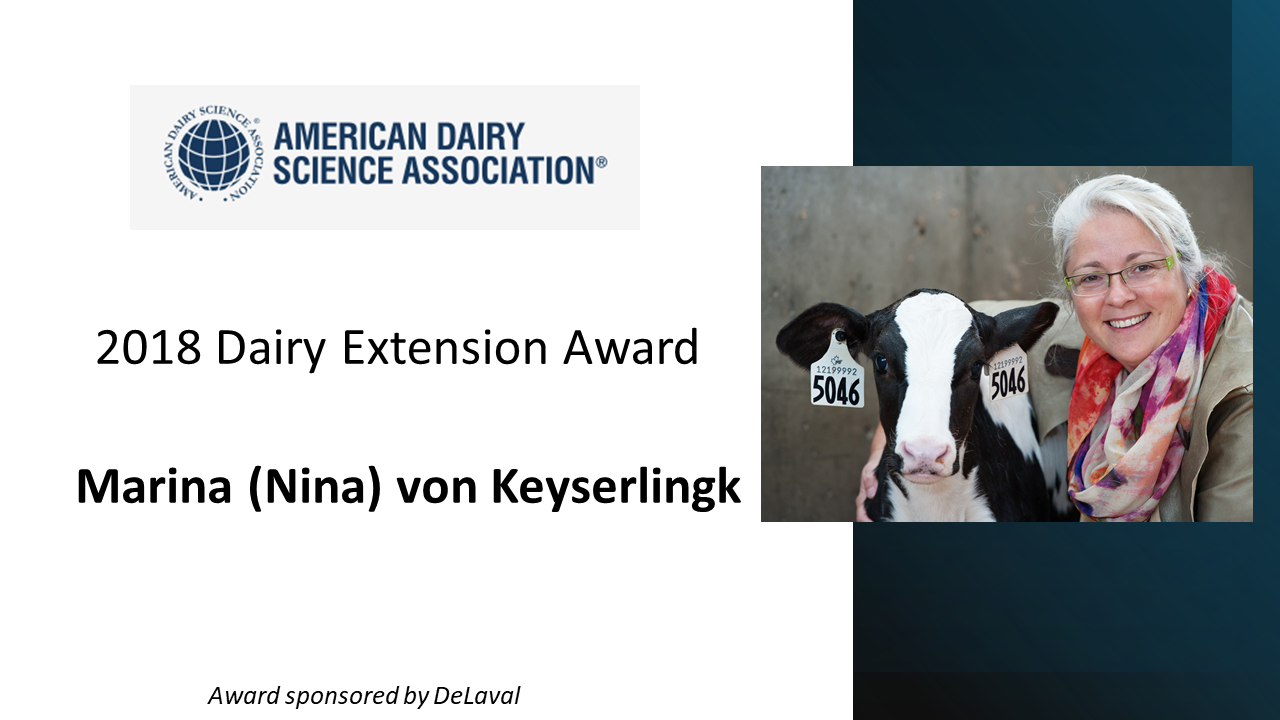 AMERICAN DAIRY SCIENCE ASSOCIATION
®
AMERICAN DAIRY
SCIENCE ASSOCIATION®
2018 Dairy Extension Award
Marina (Nina) von Keyserlingk
12199992
5046
12199992
5046
Award sponsored by DeLaval